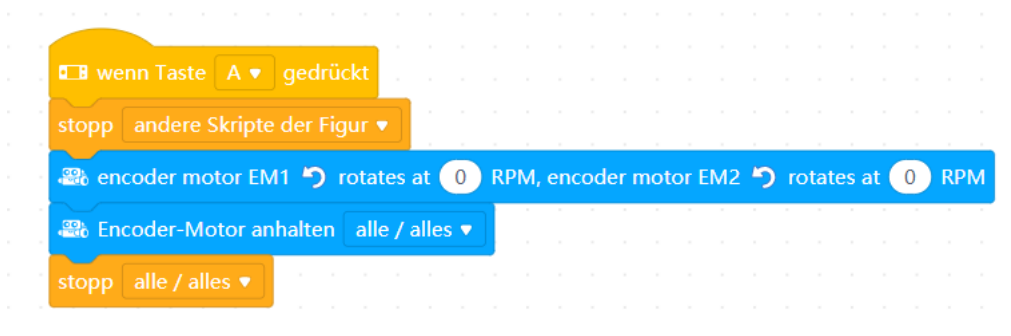 wenn Taste A gedrückt
stopp andere Skripte der Figur
encoder motor EM1 rotates at 0 RPM, encoder motor EM2 rotates at 0 RPM
Encoder-Motor anhalten alle / alles
stopp alle / alles